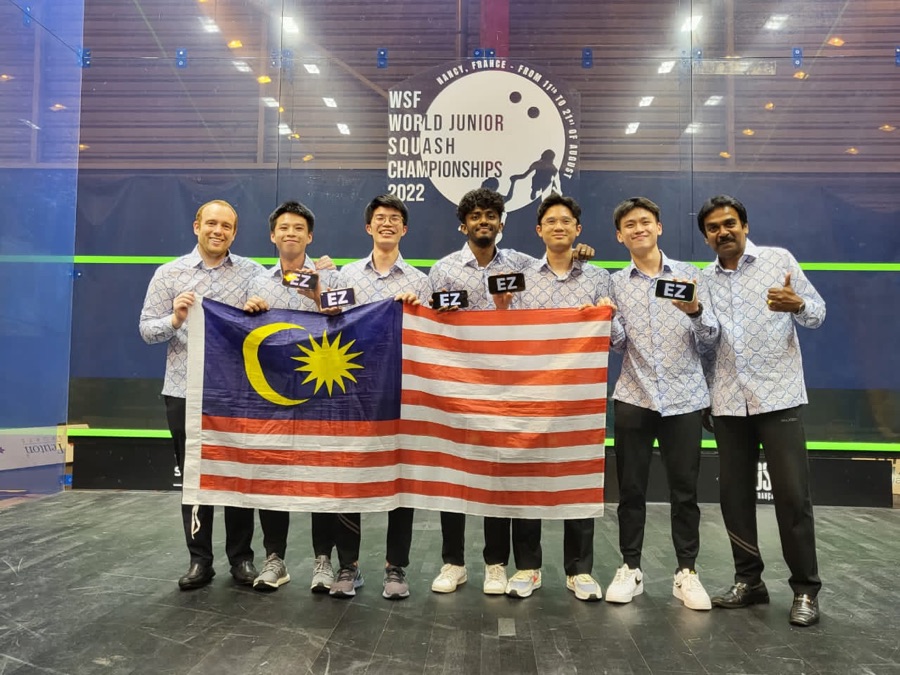 NANCY, FRANCE - FROM 11TH TO 21ST OF AUGUST
WSF
WORLD JUNIOR
SQUASH
CHAMPIONSHIPS
2022
EZ
EZ
EZ
EZ
EZ